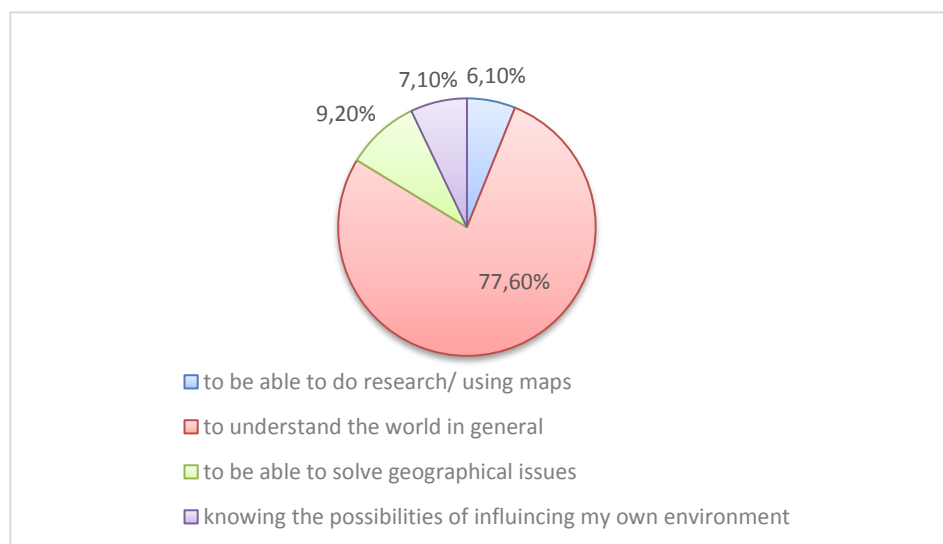 7,10% 6,10%
9,20%
77,60%
to be able to do research/ using maps
to understand the world in general
to be able to solve geographical issues
knowing the possibilities of influincing my own environment